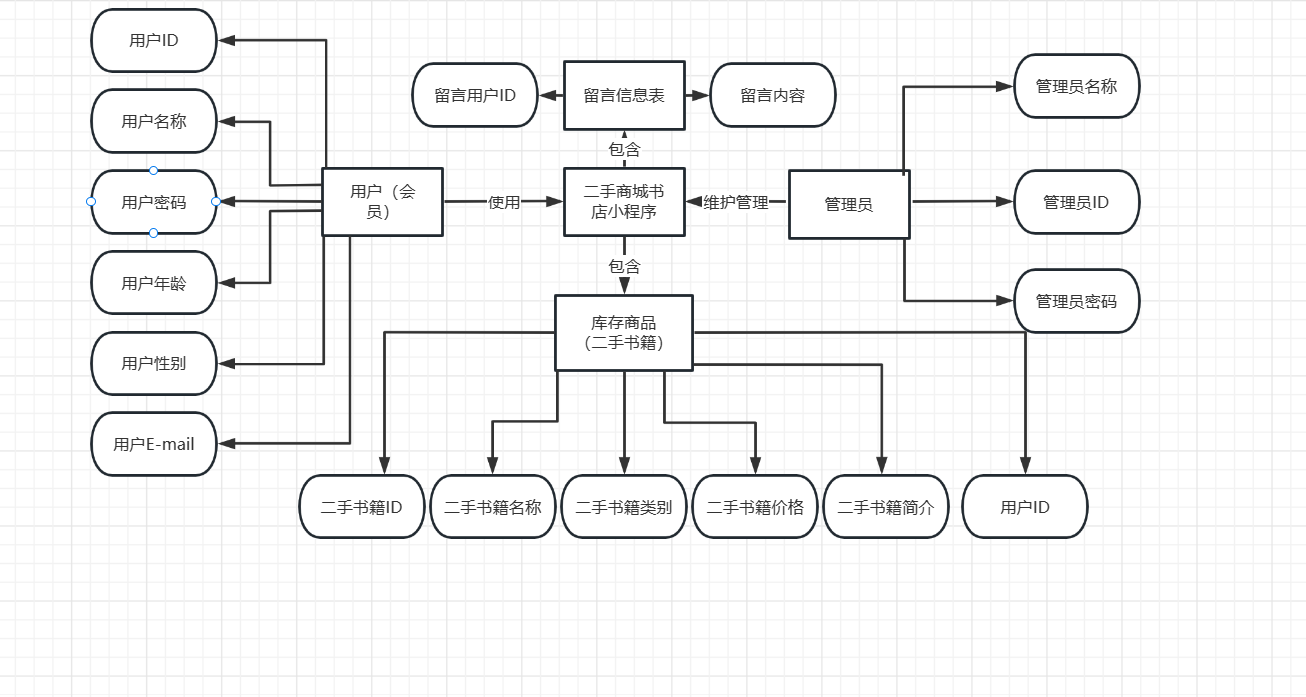 用户ID
用户名称
用户密码
用户年龄
用户性别
用户E-mail
用户（会
员）
使用
留言用户ID
留言信息表
留言内容
包含
二手商城书
店小程序
维护管理
管理员
管理员名称
管理员ID
管理员密码
包含
库存商品
（二手书籍）
二手书籍ID
二手书籍名称
二手书籍类别
二手书籍价格
二手书籍简介
用户ID